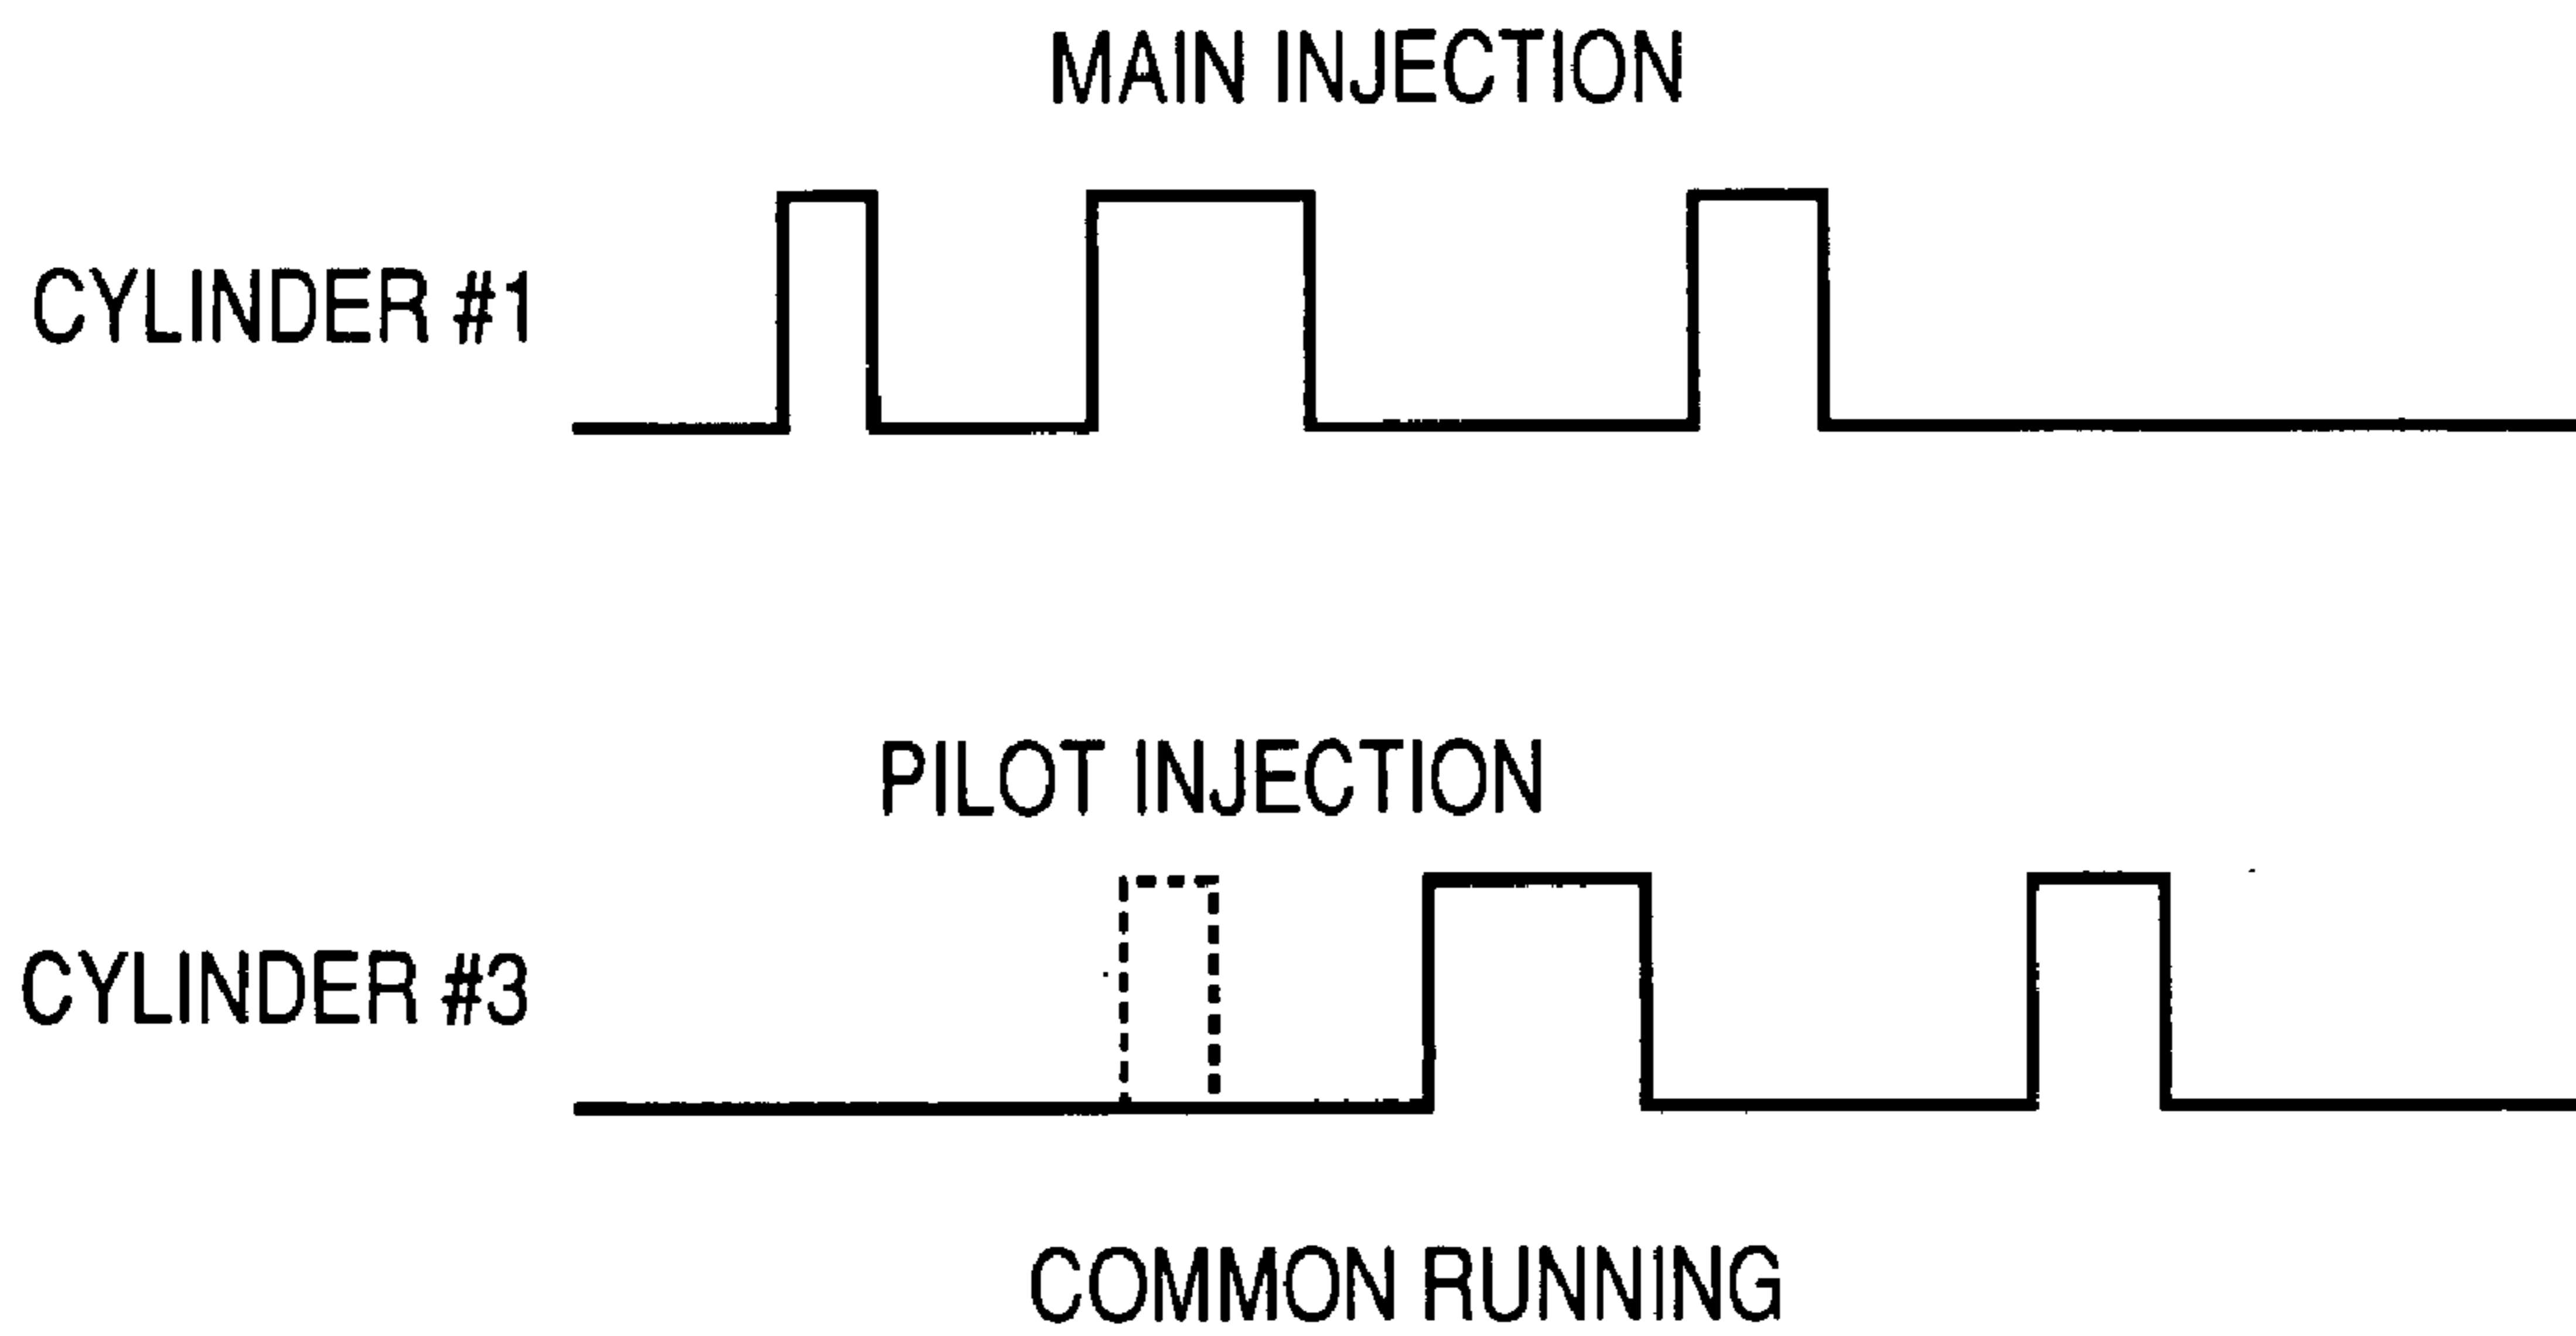 MAIN INJECTION
CYLINDER #1
PILOT INJECTION
CYLINDER #3
COMMON RUNNING